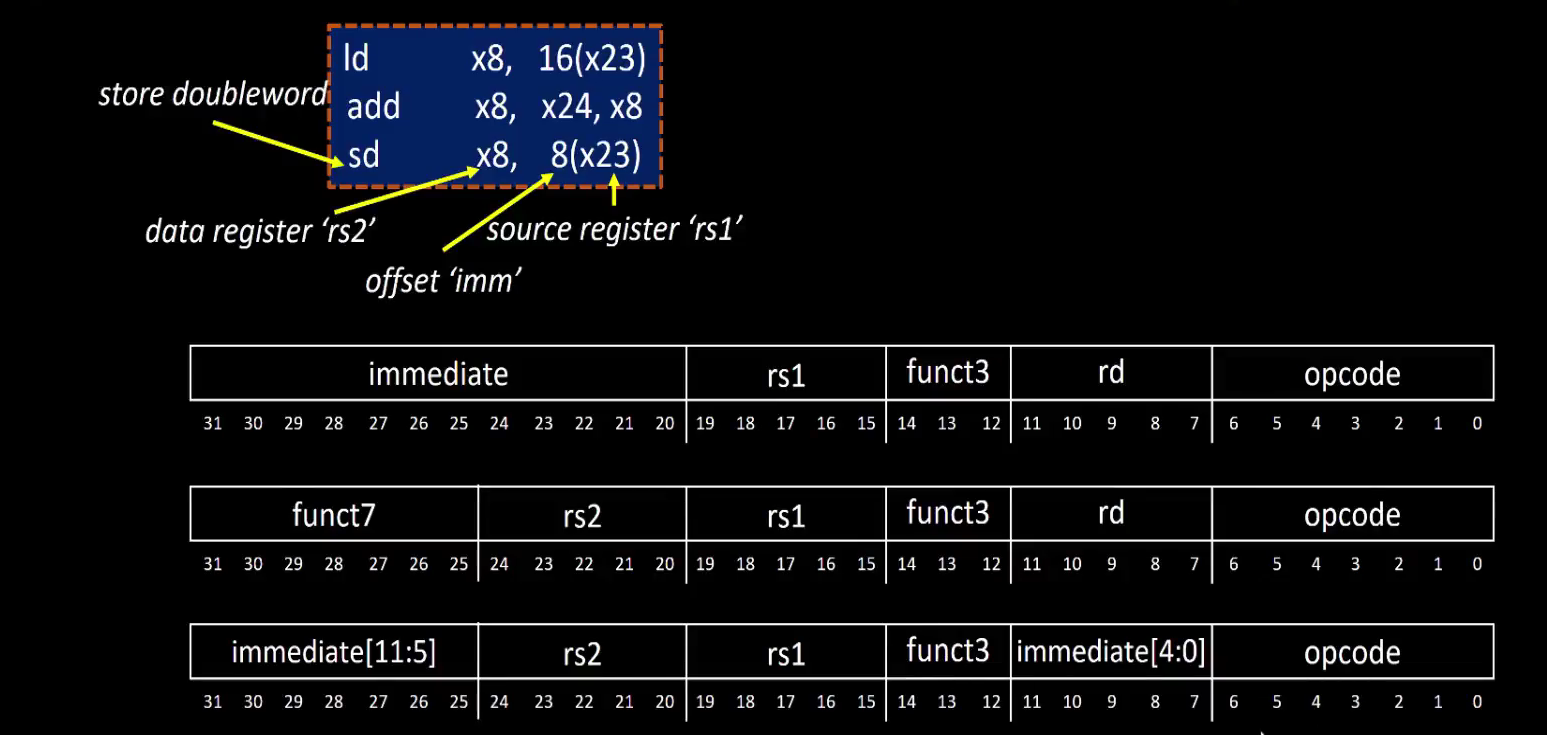 ld x8, 16(x23)
store doubleword
add x8, x24, x8
sd x8, 8(x23)
data register ‘rs2’
source register ‘rs1’
offset ‘imm’
immediate rs1 funct3 rd opcode
31 30 29 28 27 26 25 24 23 22 21 20 19 18 17 16 15 14 13 12 11 10 9 8 7 6 5 4 3 2 1 0
funct7 rs2 rs1 funct3 rd opcode
31 30 29 28 27 26 25 24 23 22 21 20 19 18 17 16 15 14 13 12 11 10 9 8 7 6 5 4 3 2 1 0
immediate[11:5] rs2 rs1 funct3 immediate[4:0] opcode
31 30 29 28 27 26 25 24 23 22 21 20 19 18 17 16 15 14 13 12 11 10 9 8 7 6 5 4 3 2 1 0